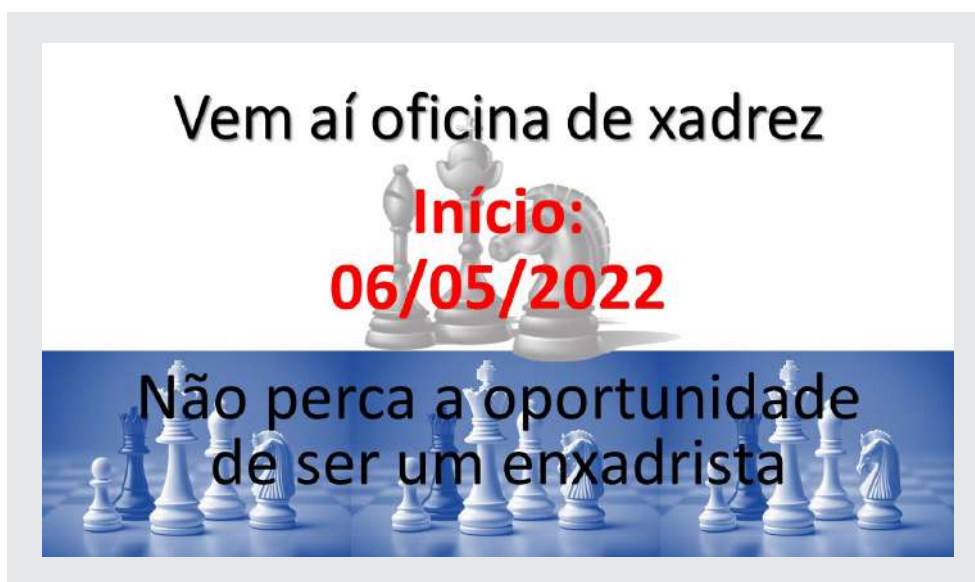 Vem aí oficina de xadrez
Início:
06/05/2022
Não perca a oportunidade
de ser um enxadrista